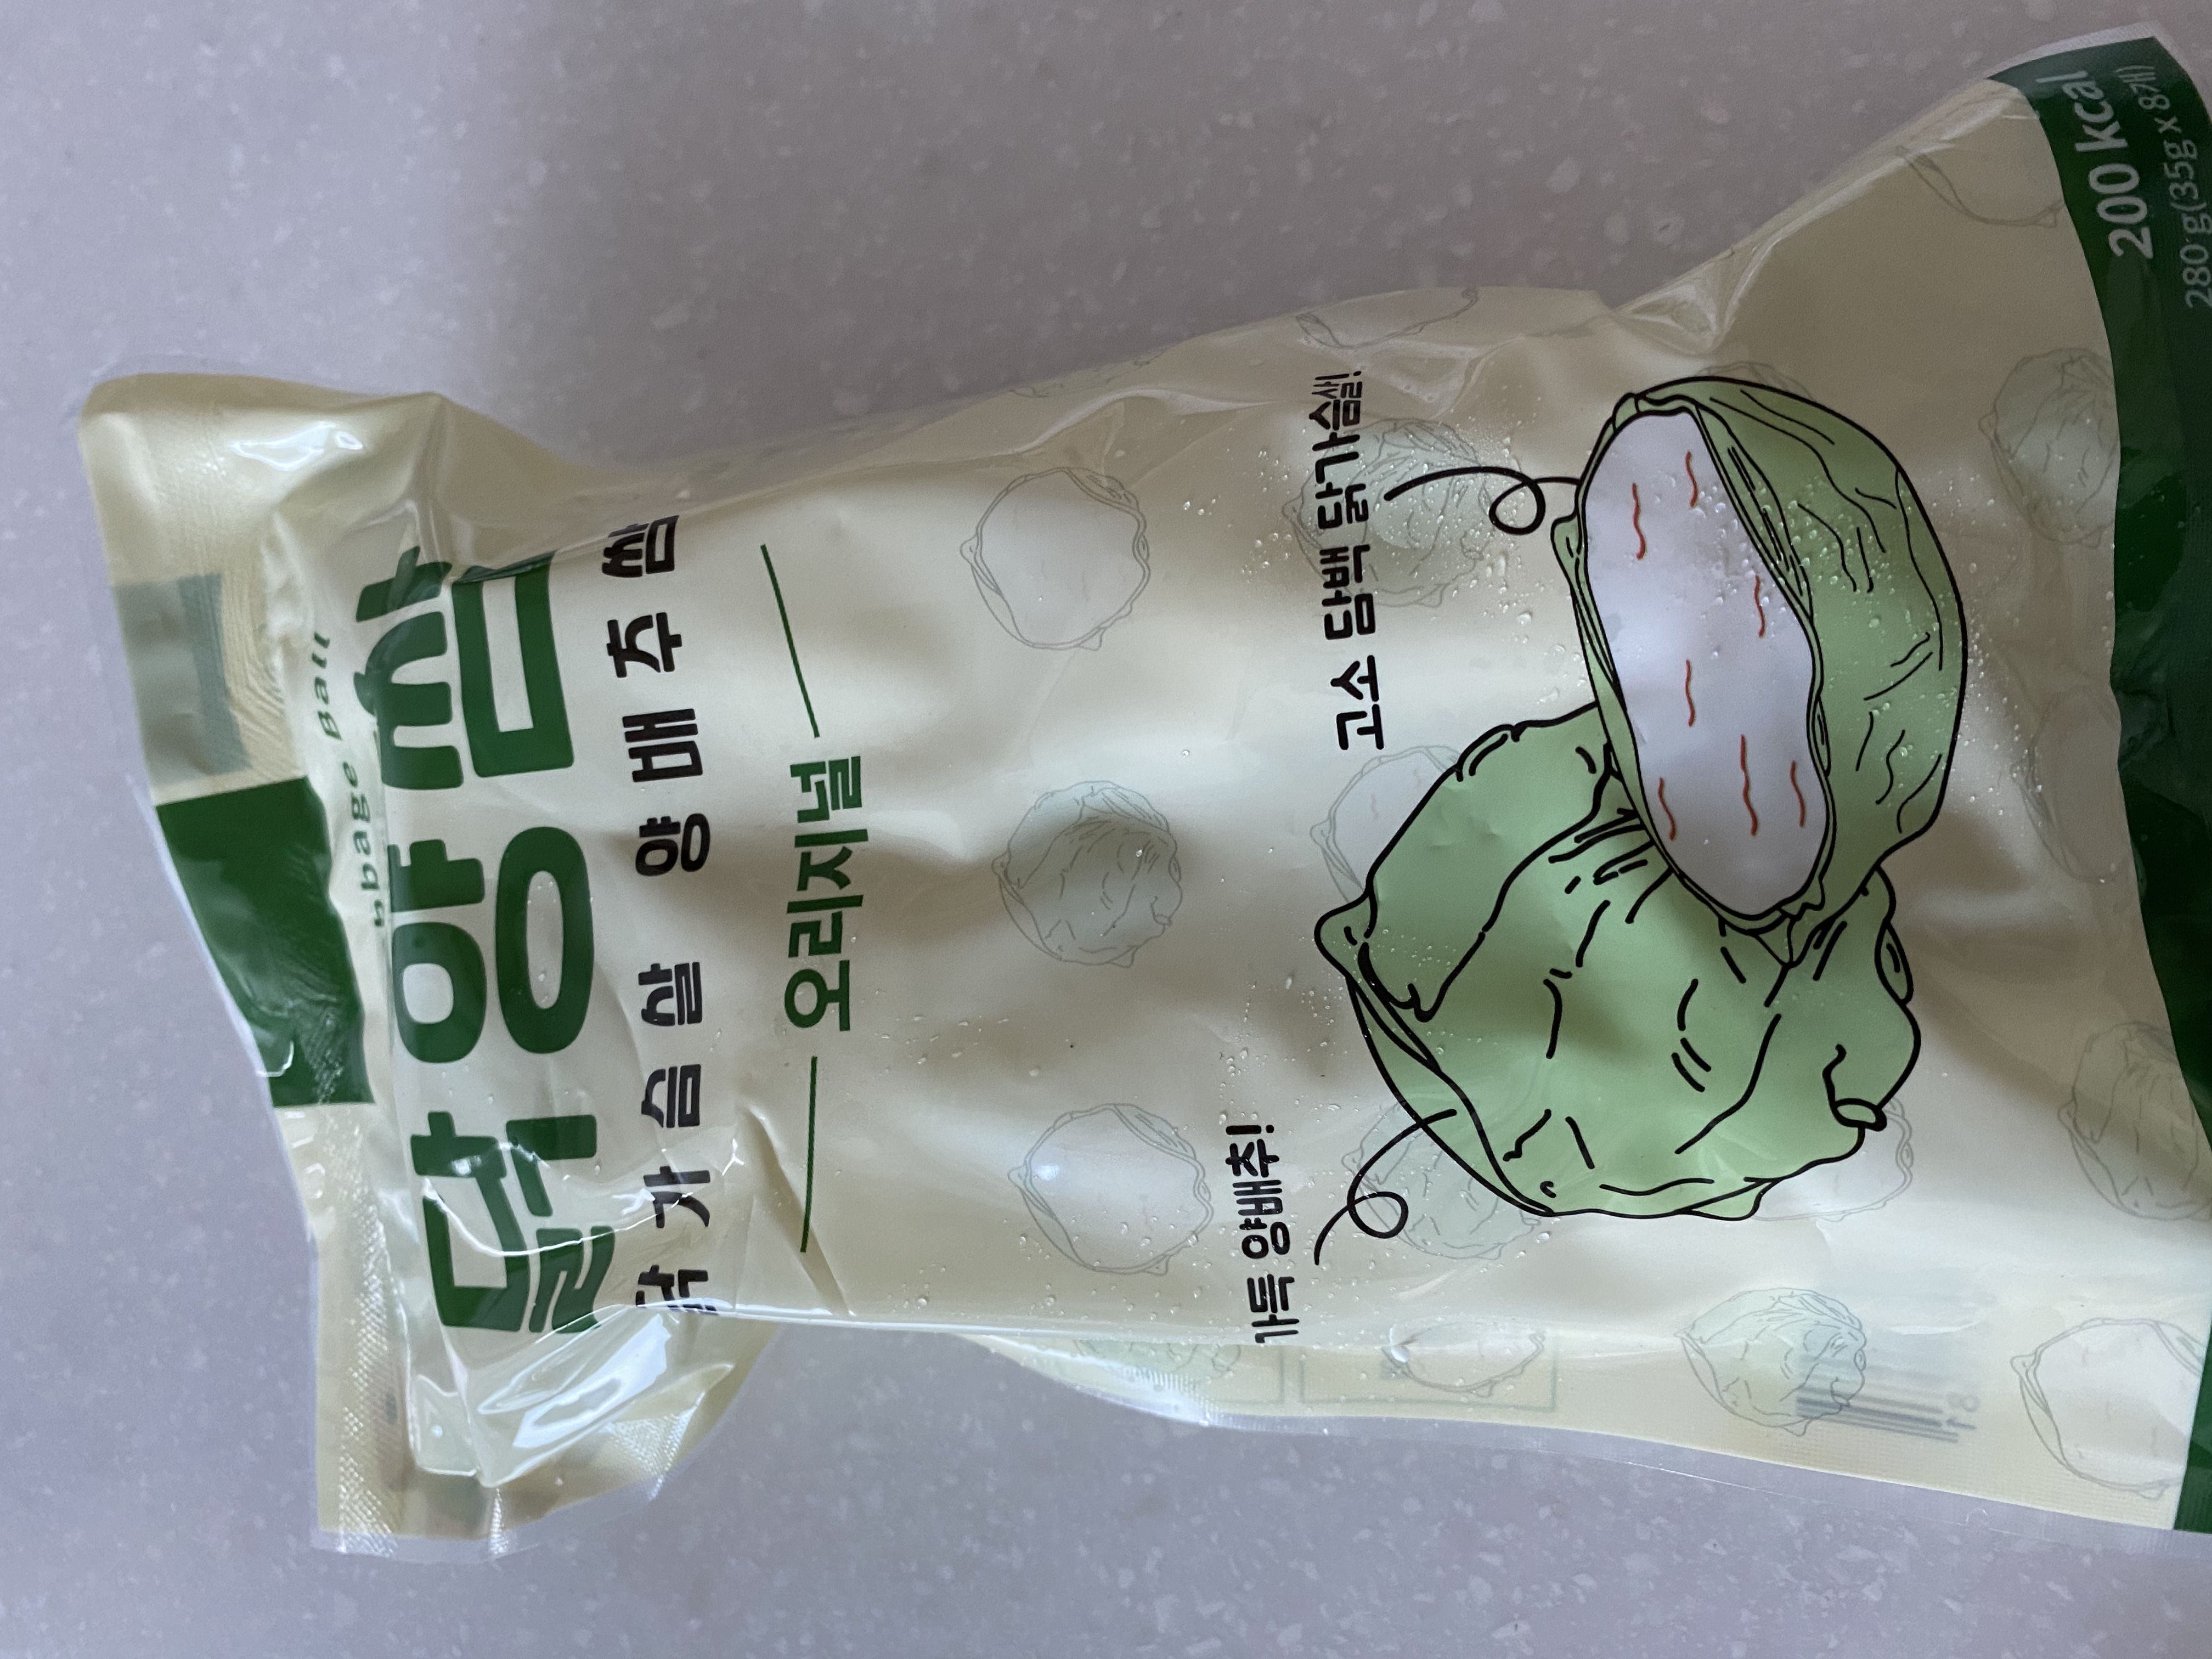 bbage Ball
닭양쌈
닭가슴살 양배추쌈
오리지널
고소 담백 닭가슴살!
가득 양배추!
200 kcal
280 g(35g x 8개)